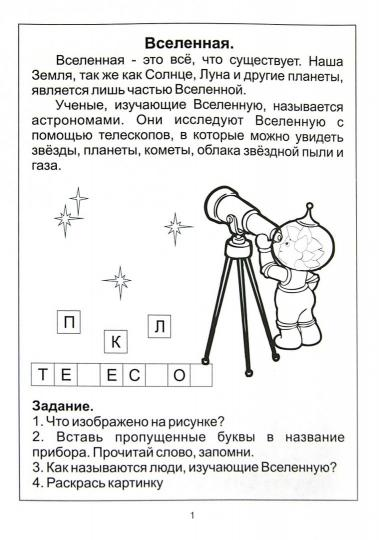 Вселенная.
Вселенная - это всё, что существует. Наша
Земля, так же как Солнце, Луна и другие планеты,
является лишь частью Вселенной.
Ученые, изучающие Вселенную, называется
астрономами. Они исследуют Вселенную с
помощью телескопов, в которые можно увидеть
звёзды, планеты, кометы, облака звёздной пыли и
газа.
П
Л
К
Т Е Е С О
Задание.
1. Что изображено на рисунке?
2. Вставь пропущенные буквы в название
прибора. Прочитай слово, запомни.
3. Как называются люди, изучающие Вселенную?
4. Раскрась картинку
1